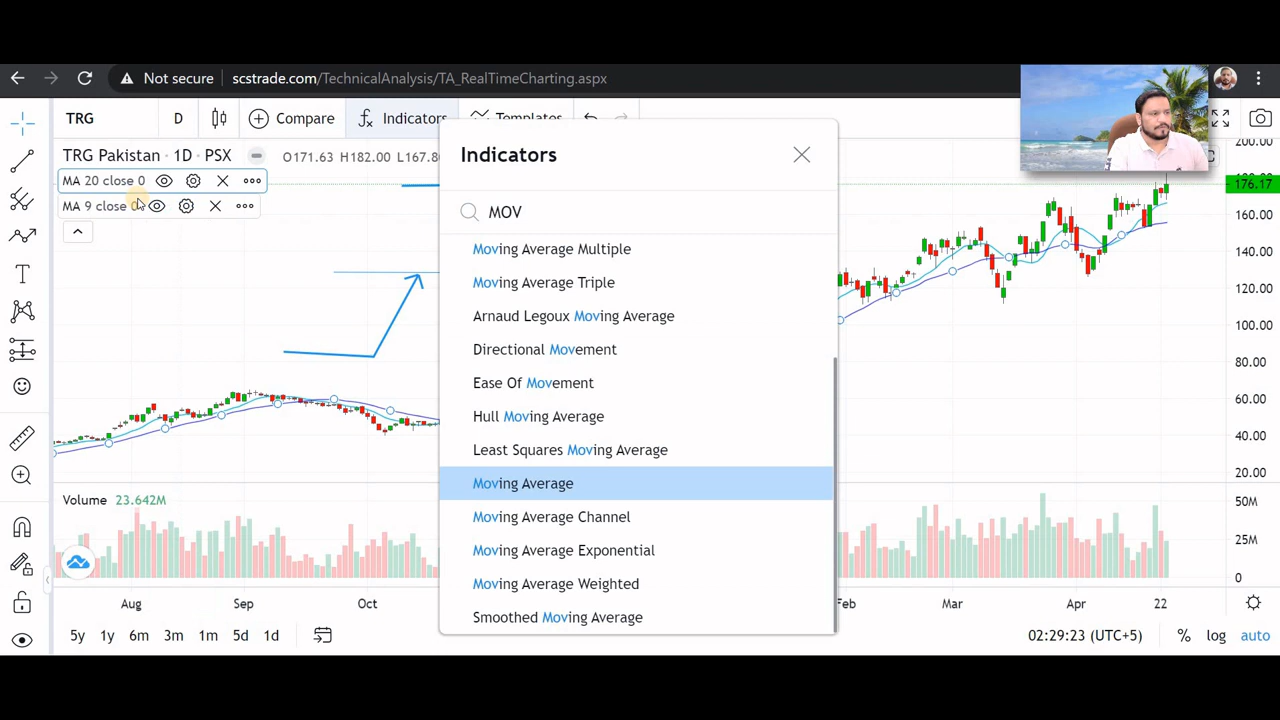 Not secure
scstrade.com/TechnicalAnalysis/TA_RealTimeCharting.aspx
TRG
D
Compare
Indicators
Templates
TRG Pakistan · 1D · PSX
O171.63 H182.00 L167.80
MA 20 close 0
MA 9 close 0
Indicators
MOV
Moving Average Multiple
Moving Average Triple
Arnaud Legoux Moving Average
Directional Movement
Ease Of Movement
Hull Moving Average
Least Squares Moving Average
Moving Average
Moving Average Channel
Moving Average Exponential
Moving Average Weighted
Smoothed Moving Average
200.00
176.17
160.00
140.00
120.00
100.00
80.00
60.00
40.00
20.00
Volume 23.642M
50M
25M
0
Aug Sep Oct Feb Mar Apr 22
5y 1y 6m 3m 1m 5d 1d
02:29:23 (UTC+5) % log auto